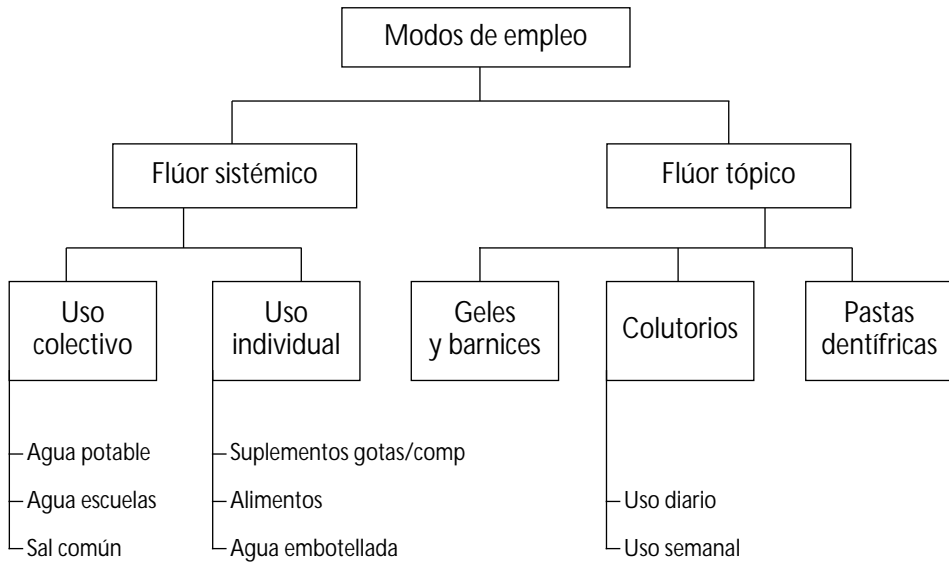 Modos de empleo
Flúor sistémico
Flúor tópico
Uso
colectivo
Uso
individual
Geles
y barnices
Colutorios
Pastas
dentífricas
Agua potable
Agua escuelas
Sal común
Suplementos gotas/comp
Alimentos
Agua embotellada
Uso diario
Uso semanal